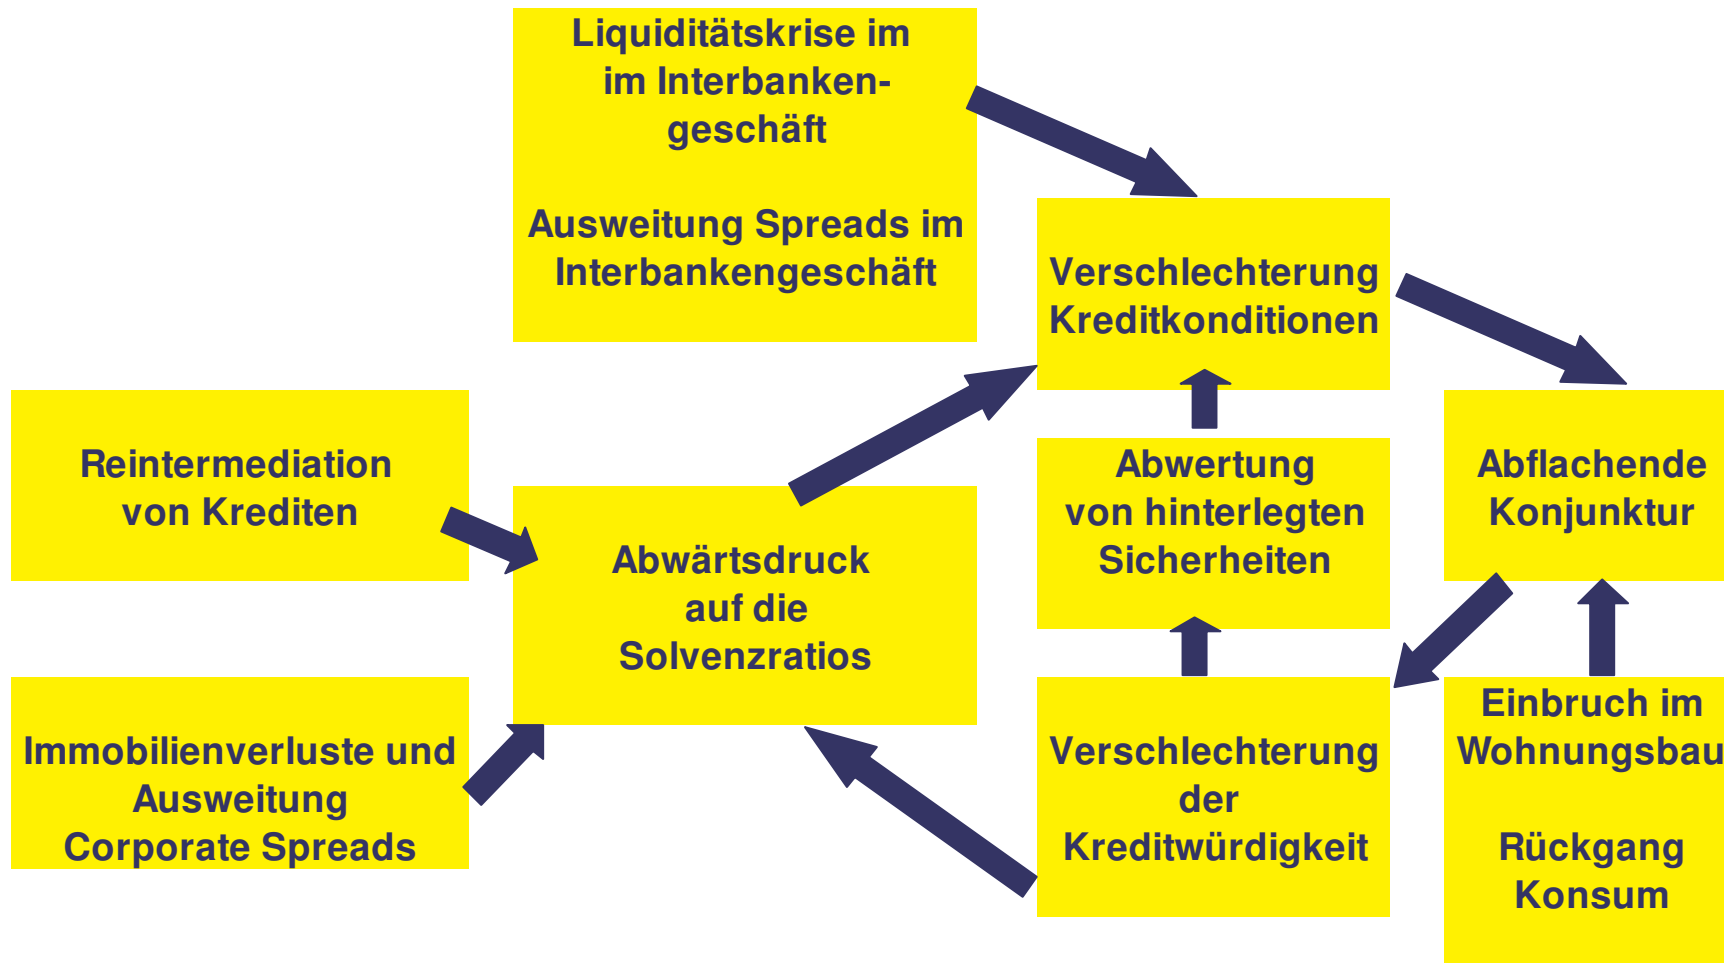 Liquiditätskrise im
im Interbanken-
geschäft
Ausweitung Spreads im
Interbankengeschäft
Verschlechterung
Kreditkonditionen
Reintermediation
von Krediten
Abwärtsdruck
auf die
Solvenzratios
Abwertung
von hinterlegten
Sicherheiten
Abflachende
Konjunktur
Immobilienverluste und
Ausweitung
Corporate Spreads
Verschlechterung
der
Kreditwürdigkeit
Einbruch im
Wohnungsbau
Rückgang
Konsum